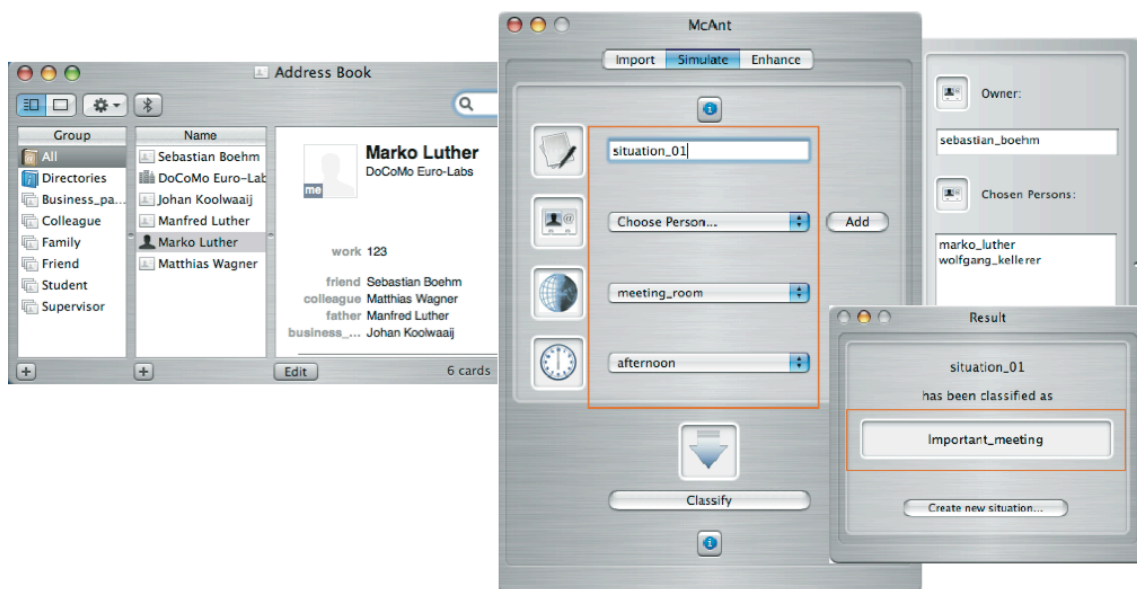 Address Book
Group
All
Directories
Business_pa...
Colleague
Family
Friend
Student
Supervisor
Name
Sebastian Boehm
DoCoMo Euro-Lab
Johan Koolwaaij
Manfred Luther
Marko Luther
Matthias Wagner
me
Marko Luther
DoCoMo Euro-Labs
work 123
friend Sebastian Boehm
colleague Matthias Wagner
father Manfred Luther
business_... Johan Koolwaaij
Edit
6 cards
McAnt
Import Simulate Enhance
situation_01
Choose Person...
Add
meeting_room
afternoon
Classify
Owner:
sebastian_boehm
Chosen Persons:
marko_luther
wolfgang_kellerer
Result
situation_01
has been classified as
Important_meeting
Create new situation...